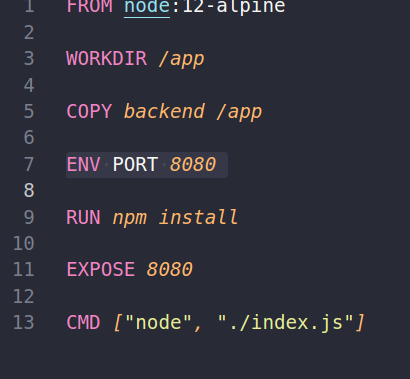 1 FROM node:12-alpine
2
3 WORKDIR /app
4
5 COPY backend /app
6
7 ENV PORT 8080
8
9 RUN npm install
10
11 EXPOSE 8080
12
13 CMD ["node", "./index.js"]